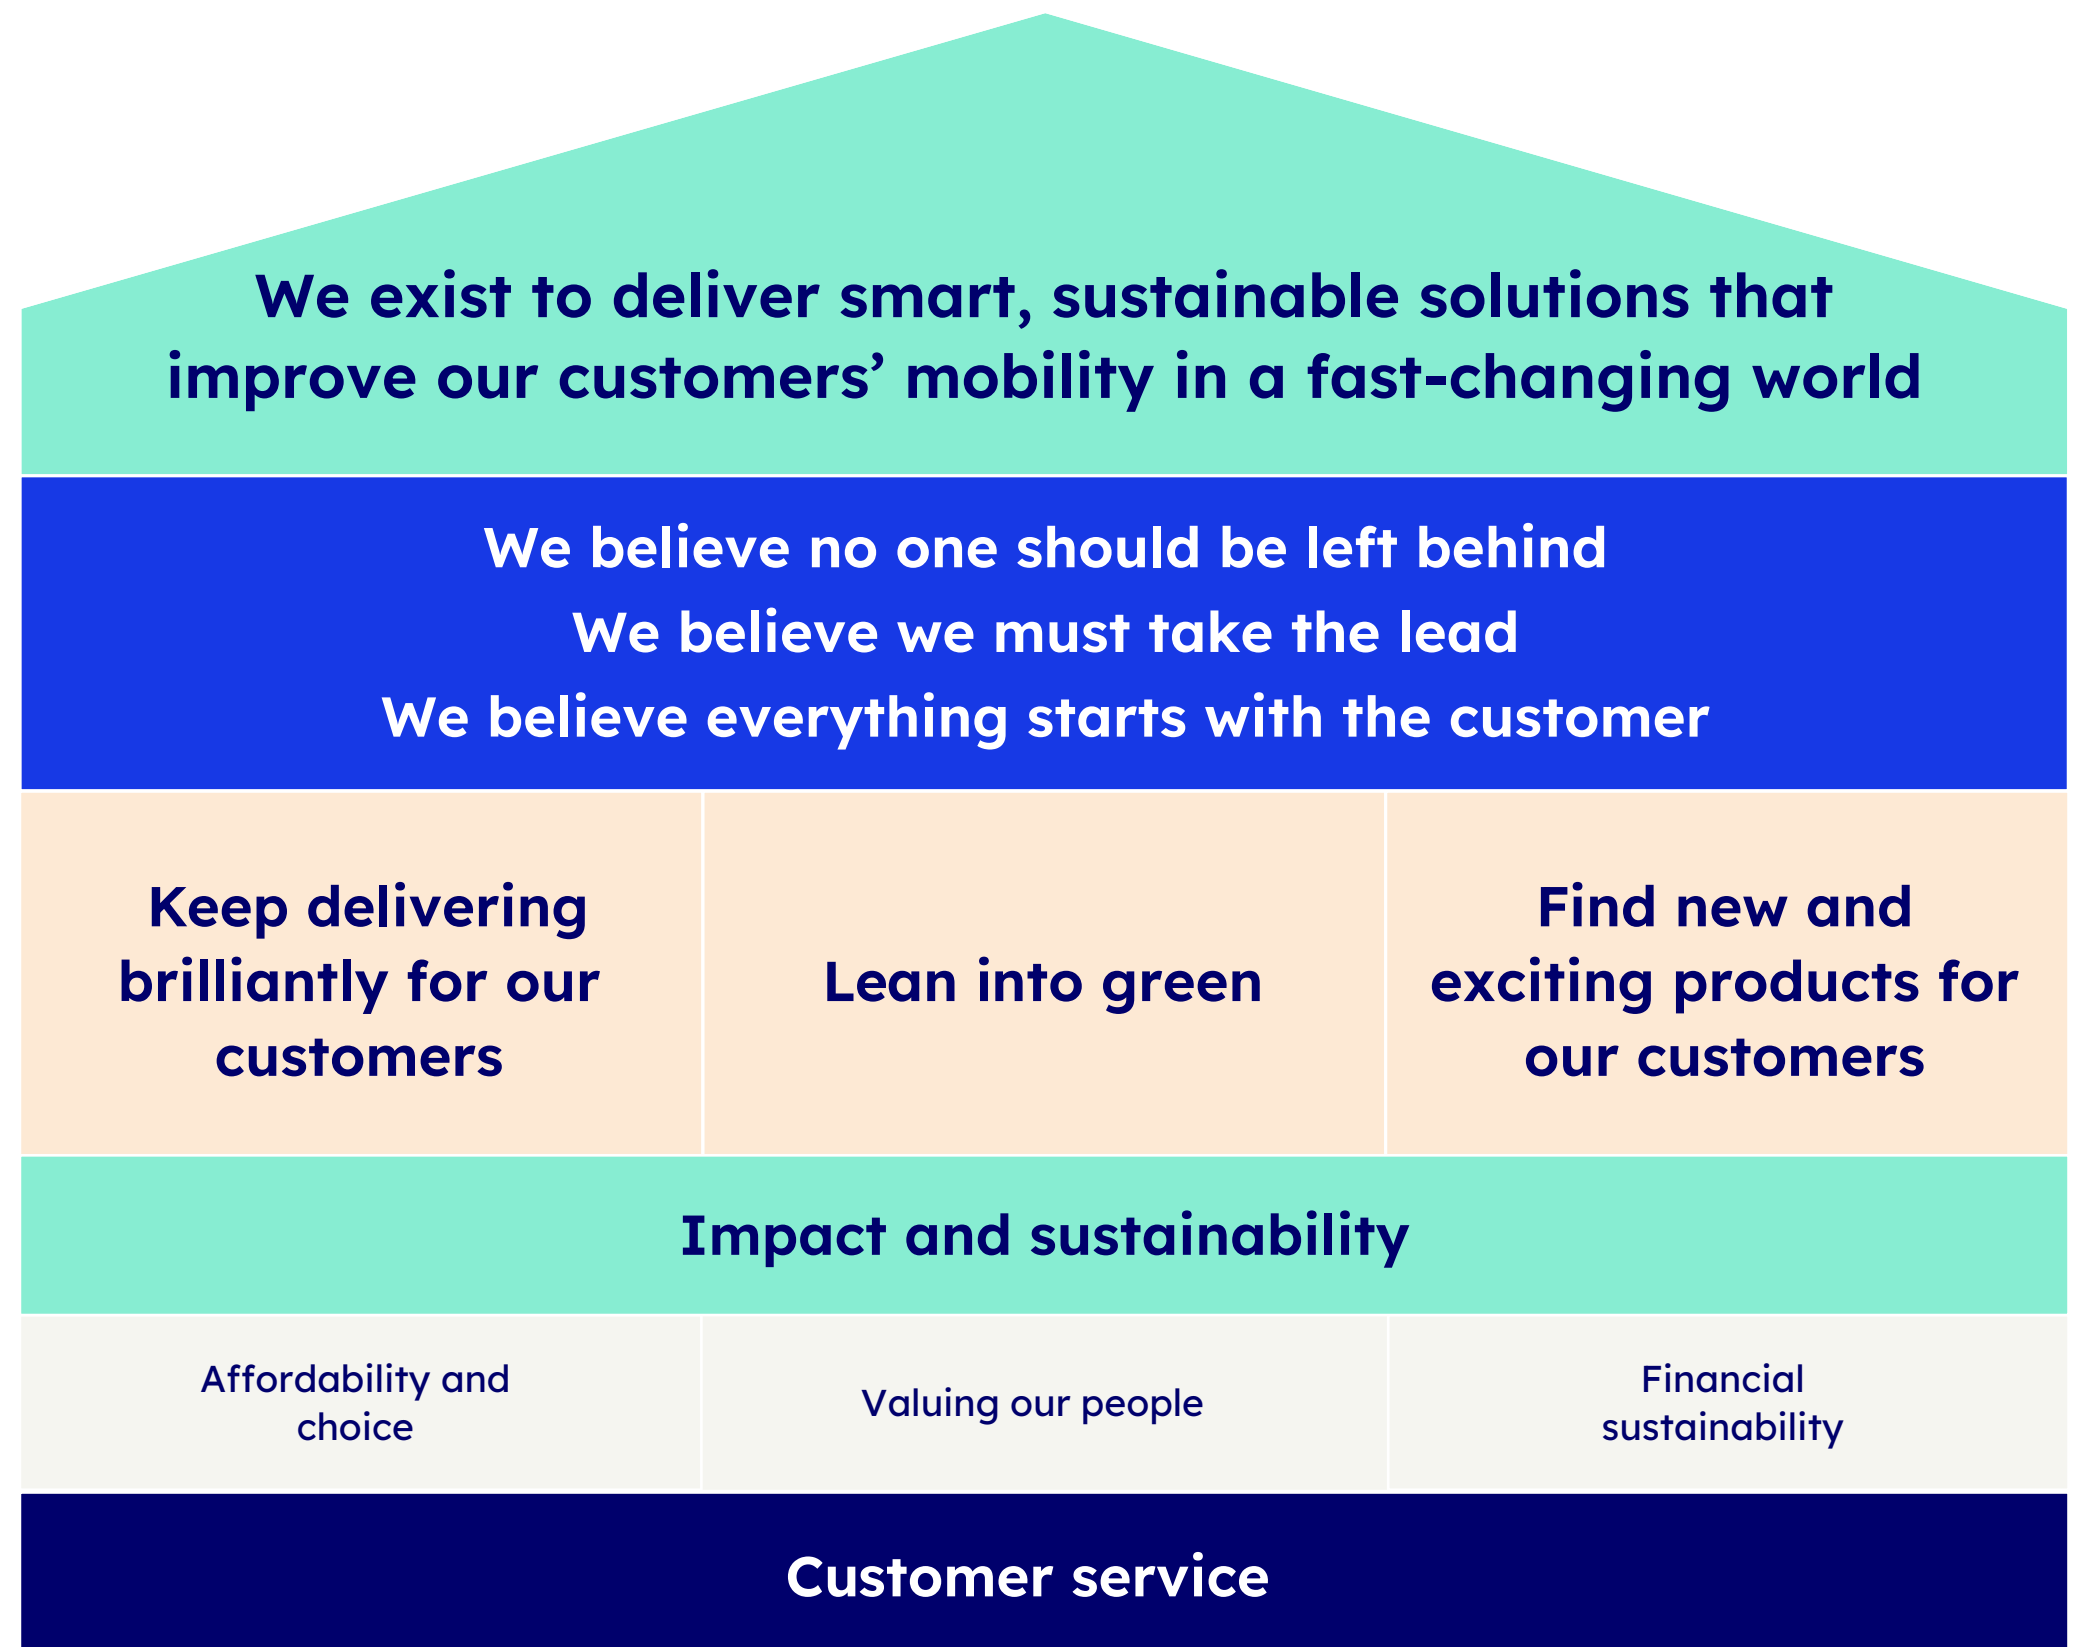 We exist to deliver smart, sustainable solutions that
improve our customers’ mobility in a fast-changing world
We believe no one should be left behind
We believe we must take the lead
We believe everything starts with the customer
Keep delivering
brilliantly for our
customers
Lean into green
Find new and
exciting products for
our customers
Impact and sustainability
Affordability and
choice
Valuing our people
Financial
sustainability
Customer service